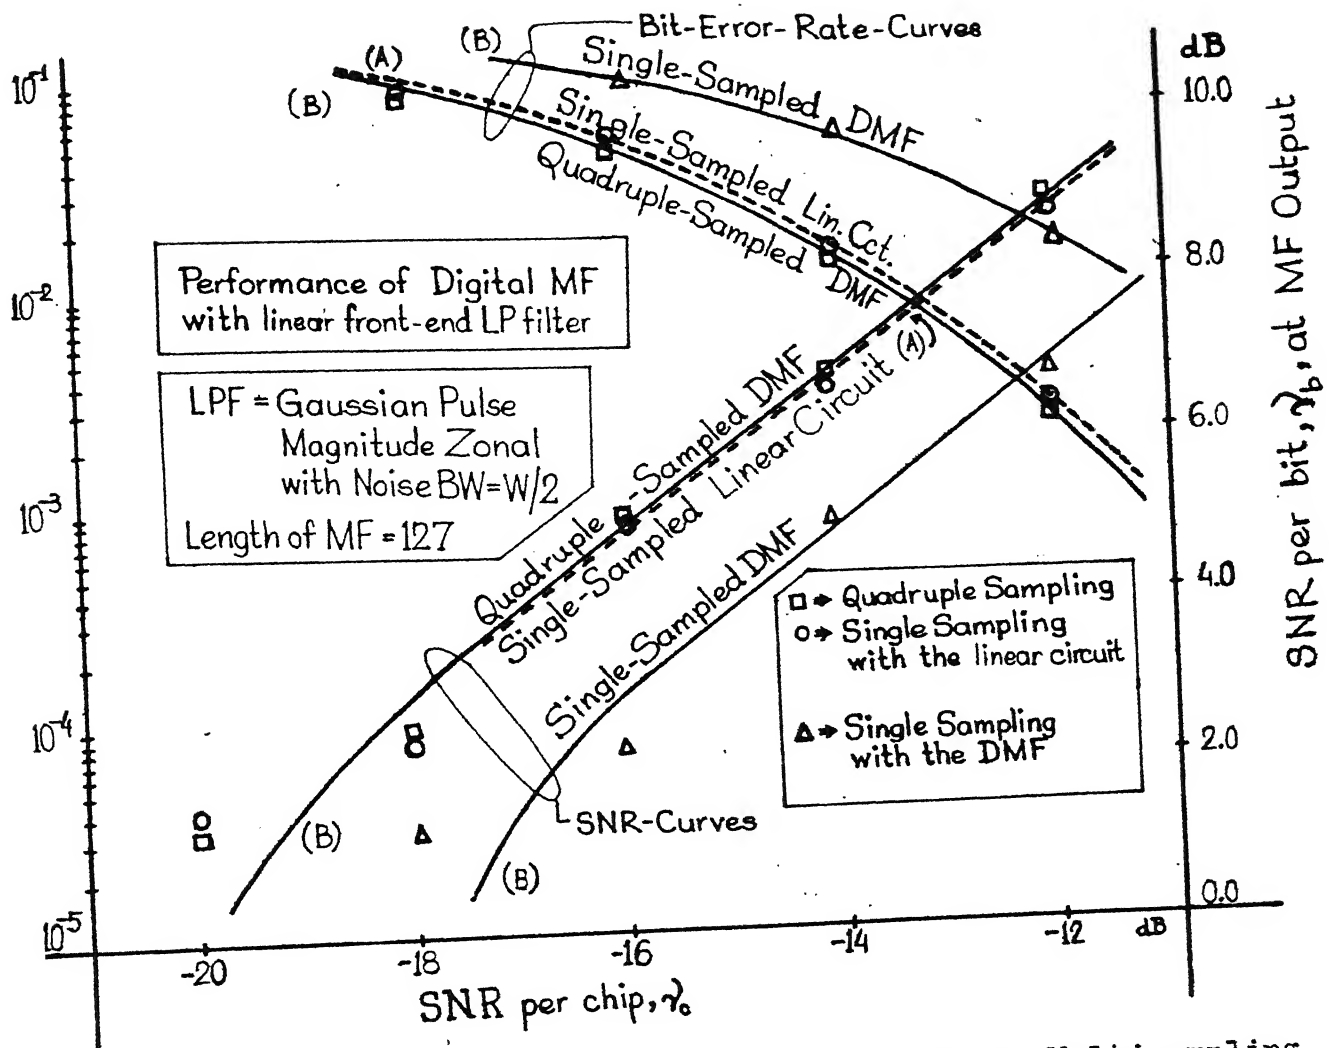 Bit-Error-Rate-Curves
(B)
(A)
(B)
Single-Sampled DMF
Single-Sampled Lin. Cct.
Quadruple-Sampled DMF
dB
10.0
8.0
6.0
4.0
2.0
0.0
SNR per bit, γb, at MF Output
10-1
10-2
10-3
10-4
10-5
Performance of Digital MF
with linear front-end LP filter
LPF = Gaussian Pulse
Magnitude Zonal
with Noise BW=W/2
Length of MF = 127
Quadruple-Sampled DMF
Single-Sampled Linear Circuit (A)
Single-Sampled DMF
□ ⇒ Quadruple Sampling
○ ⇒ Single Sampling
with the linear circuit
△ ⇒ Single Sampling
with the DMF
SNR-Curves
(B)
(B)
-20
-18
-16
-14
-12
dB
SNR per chip, γc